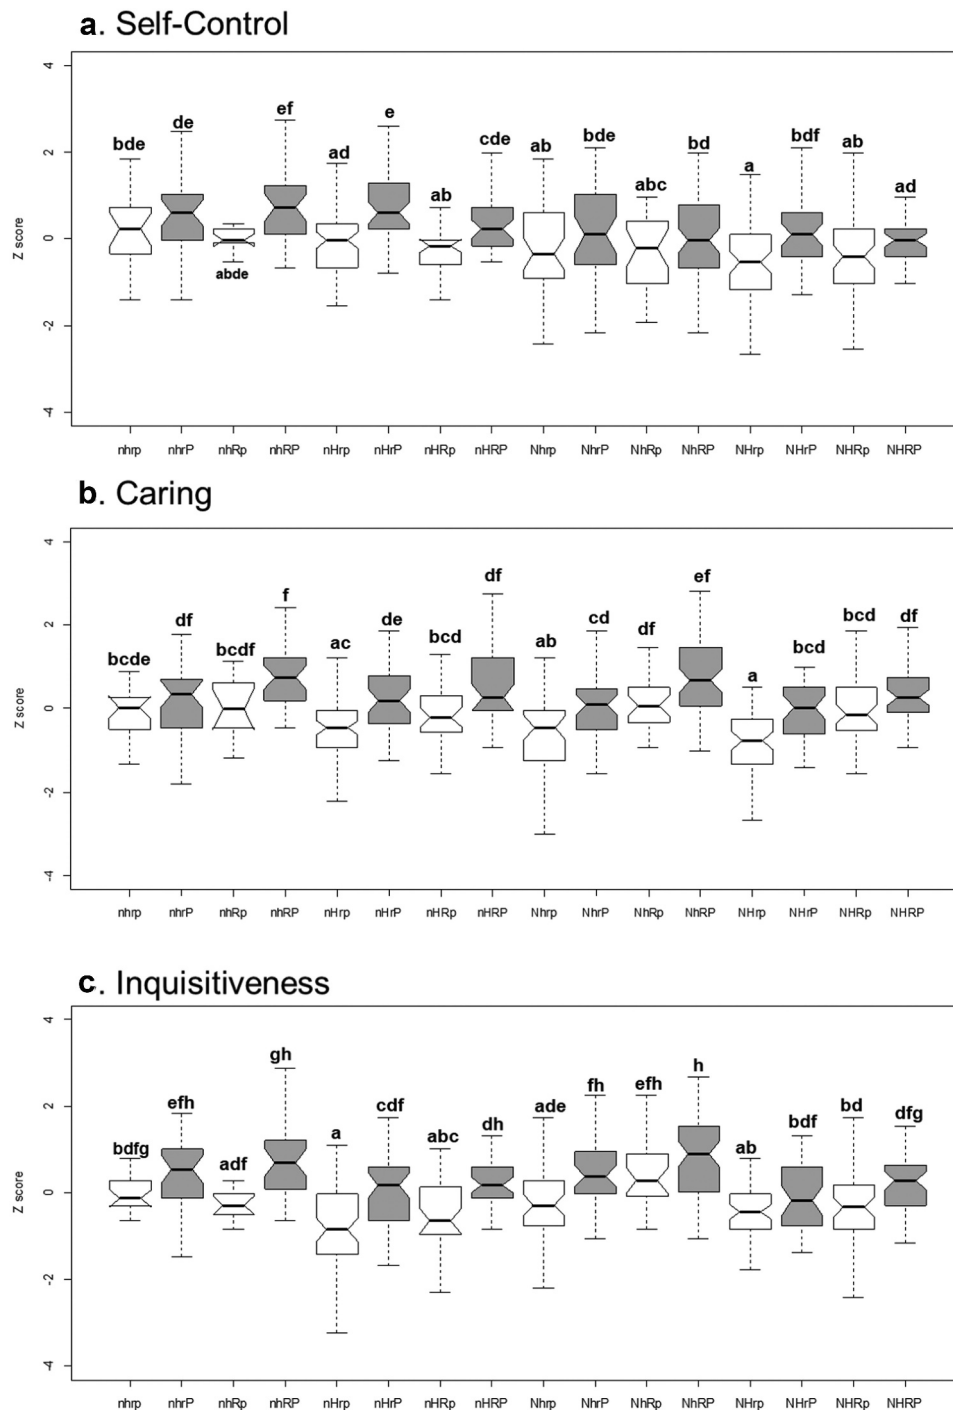 a. Self-Control
4
2
0
-2
-4
Z score
bde de abde ef ad e ab cde ab bde abc bd a bdf ab ad
nhrp nhrP nhRp nhRP nHrp nHrP nHRp nHRP Nhrp NhrP NhRp NhRP NHrp NHrP NHRp NHRP
b. Caring
4
2
0
-2
-4
Z score
bcde df bcdf f ac de bcd df ab cd df ef a bcd bcd df
nhrp nhrP nhRp nhRP nHrp nHrP nHRp nHRP Nhrp NhrP NhRp NhRP NHrp NHrP NHRp NHRP
c. Inquisitiveness
4
2
0
-2
-4
Z score
bdfg efh adf gh a cdf abc dh ade fh efh h ab bdf bd dfg
nhrp nhrP nhRp nhRP nHrp nHrP nHRp nHRP Nhrp NhrP NhRp NhRP NHrp NHrP NHRp NHRP